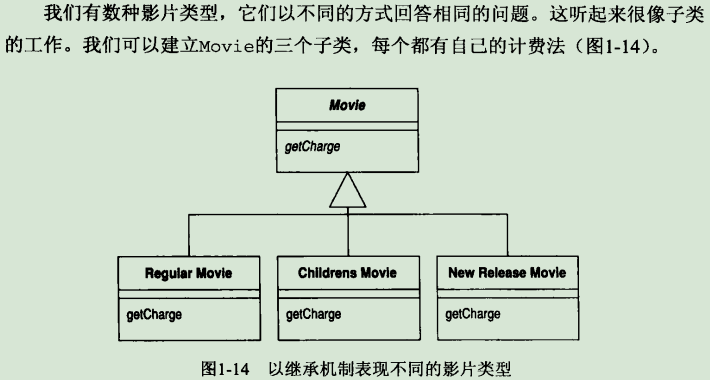 我们有数种影片类型，它们以不同的方式回答相同的问题。这听起来很像子类
的工作。我们可以建立Movie的三个子类，每个都有自己的计费法（图1-14）。
Movie
getCharge
Regular Movie
Childrens Movie
New Release Movie
getCharge
getCharge
getCharge
图1-14 以继承机制表现不同的影片类型